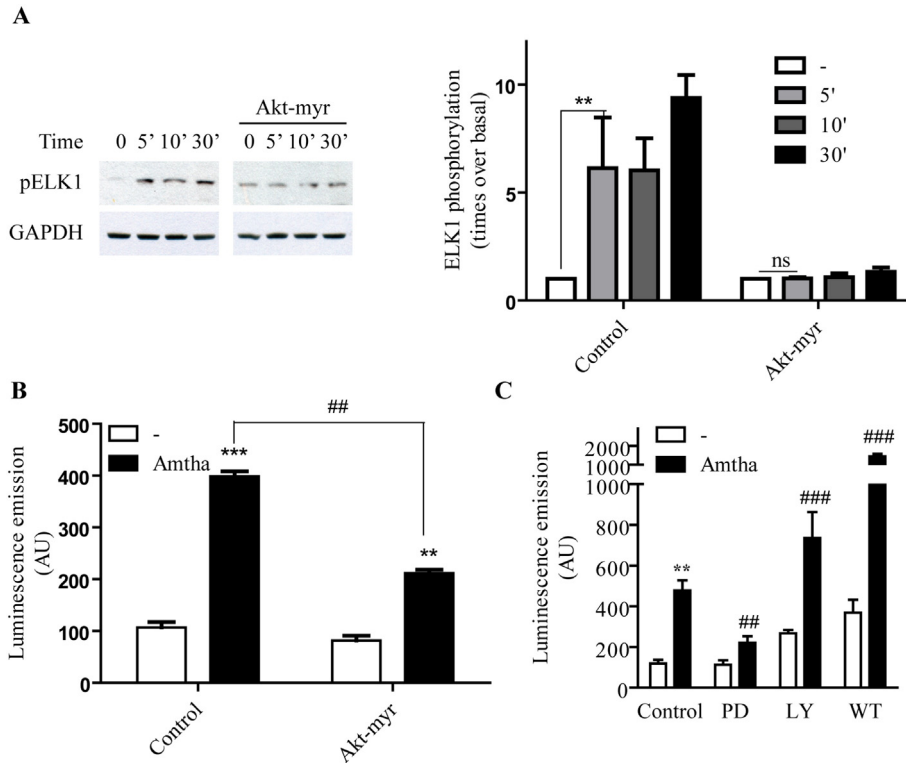 A
Akt-myr
Time 0 5’ 10’ 30’ 0 5’ 10’ 30’
pELK1
GAPDH
ELK1 phosphorylation
(times over basal)
10
5
0
**
ns
-
5'
10'
30'
Control
Akt-myr
B
Luminescence emission
(AU)
500
400
300
200
100
0
-
Amtha
***
##
**
Control
Akt-myr
C
Luminescence emission
(AU)
2000
1000
1000
800
600
400
200
0
-
Amtha
**
##
###
###
Control PD LY WT